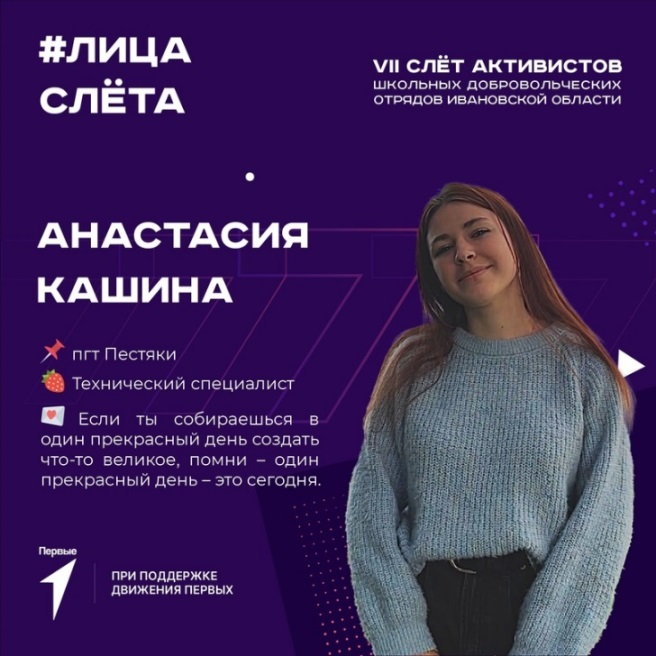 #ЛИЦА
СЛЁТА
VII СЛЁТ АКТИВИСТОВ
ШКОЛЬНЫХ ДОБРОВОЛЬЧЕСКИХ
ОТРЯДОВ ИВАНОВСКОЙ ОБЛАСТИ
АНАСТАСИЯ
КАШИНА
пгт Пестяки
Технический специалист
Если ты собираешься в
один прекрасный день создать
что-то великое, помни – один
прекрасный день – это сегодня.
Первые
ПРИ ПОДДЕРЖКЕ
ДВИЖЕНИЯ ПЕРВЫХ